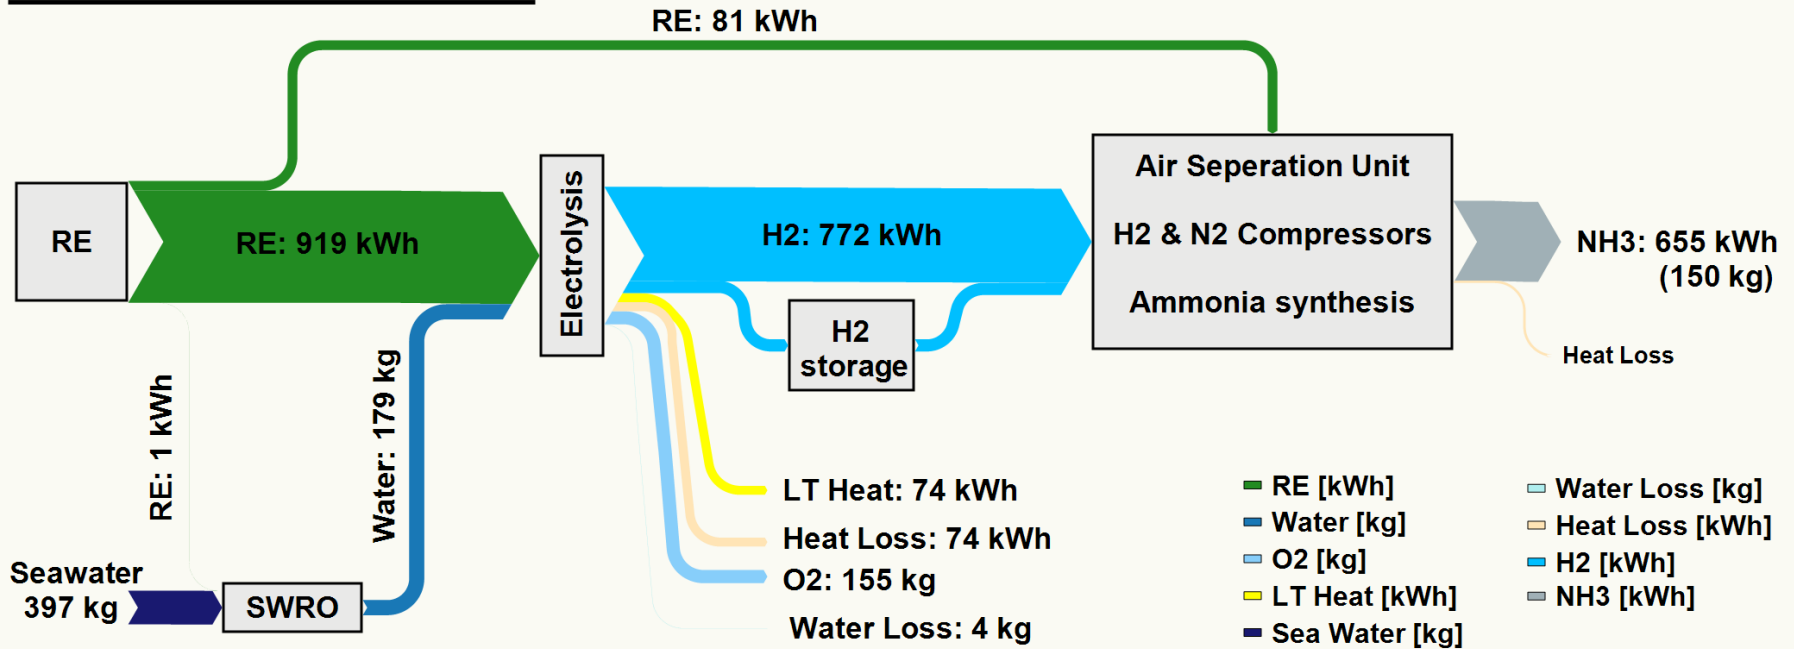 RE: 81 kWh
RE
RE: 919 kWh
Electrolysis
H2: 772 kWh
Air Seperation Unit
H2 & N2 Compressors
Ammonia synthesis
NH3: 655 kWh
(150 kg)
H2
storage
Heat Loss
RE: 1 kWh
Water: 179 kg
Seawater
397 kg
SWRO
LT Heat: 74 kWh
Heat Loss: 74 kWh
O2: 155 kg
Water Loss: 4 kg
RE [kWh]
Water [kg]
O2 [kg]
LT Heat [kWh]
Sea Water [kg]
Water Loss [kg]
Heat Loss [kWh]
H2 [kWh]
NH3 [kWh]